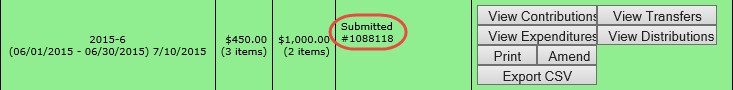 2015-6
(06/01/2015 - 06/30/2015) 7/10/2015
$450.00
(3 items)
$1,000.00
(2 items)
Submitted
#1088118
View Contributions View Transfers
View Expenditures View Distributions
Print Amend
Export CSV